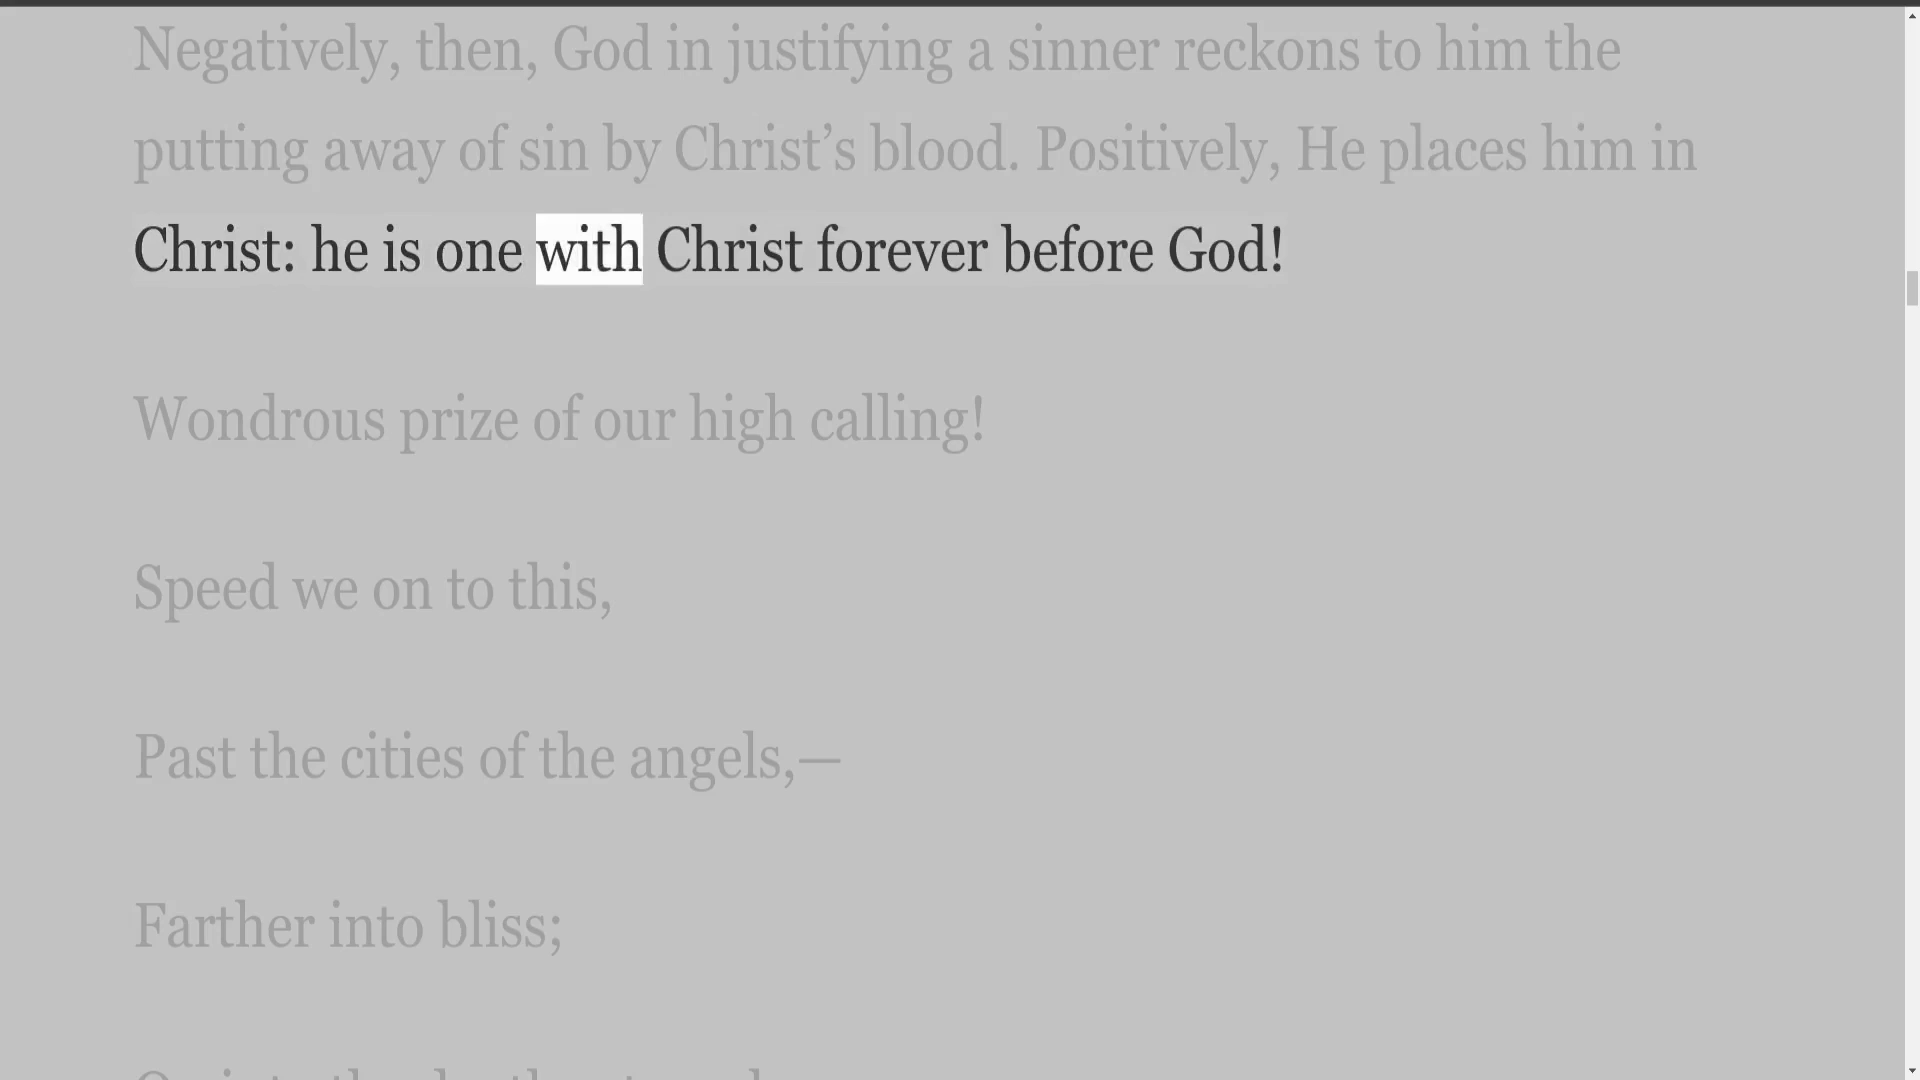 Negatively, then, God in justifying a sinner reckons to him the
putting away of sin by Christ’s blood. Positively, He places him in
Christ: he is one with Christ forever before God!
Wondrous prize of our high calling!
Speed we on to this,
Past the cities of the angels,—
Farther into bliss;